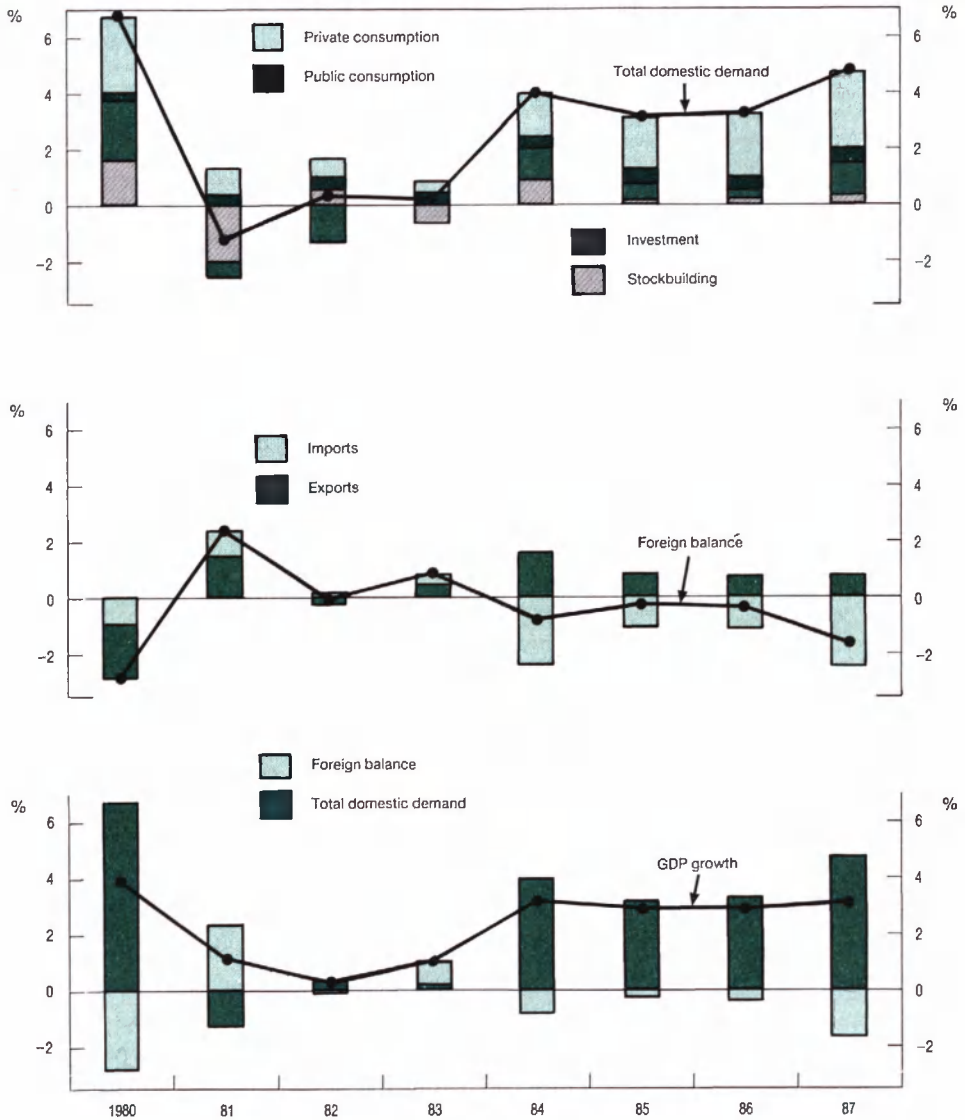 % %
6 6
Private consumption
Public consumption
Total domestic demand
4 4
2 2
0 0
Investment
-2 -2
Stockbuilding
% %
6 6
Imports
4 4
Exports
2 2
Foreign balance
0 0
-2 -2
Foreign balance
Total domestic demand
% %
6 6
GDP growth
4 4
2 2
0 0
-2 -2
1980 81 82 83 84 85 86 87